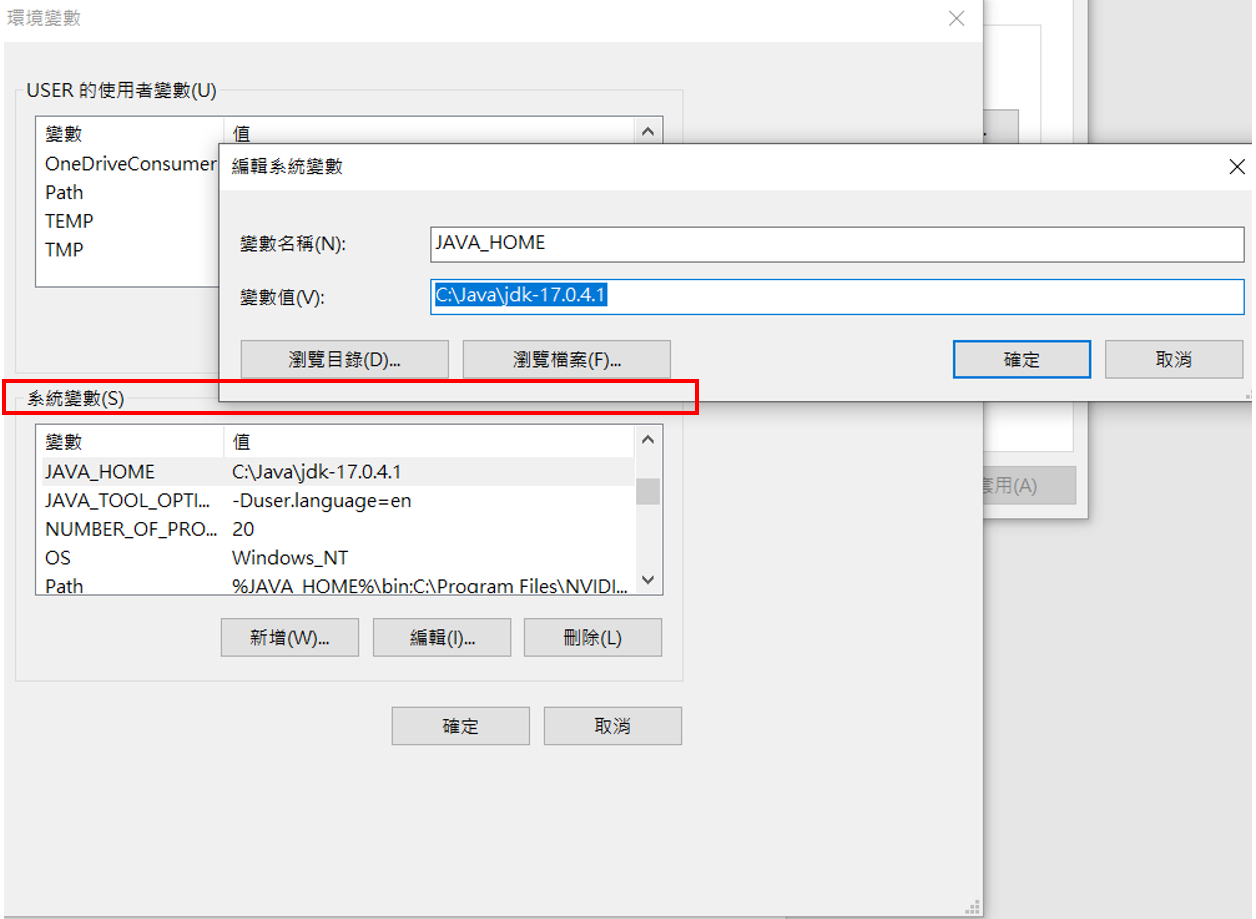 環境變數
USER 的使用者變數(U)
變數 值
OneDriveConsumer
Path
TEMP
TMP
編輯系統變數
變數名稱(N): JAVA_HOME
變數值(V): C:\Java\jdk-17.0.4.1
瀏覽目錄(D)... 瀏覽檔案(F)... 確定 取消
系統變數(S)
變數 值
JAVA_HOME C:\Java\jdk-17.0.4.1
JAVA_TOOL_OPTI... -Duser.language=en
NUMBER_OF_PRO... 20
OS Windows_NT
Path %JAVA_HOME%\bin;C:\Program Files\NVIDI...
套用(A)
新增(W)... 編輯(I)... 刪除(L)
確定 取消